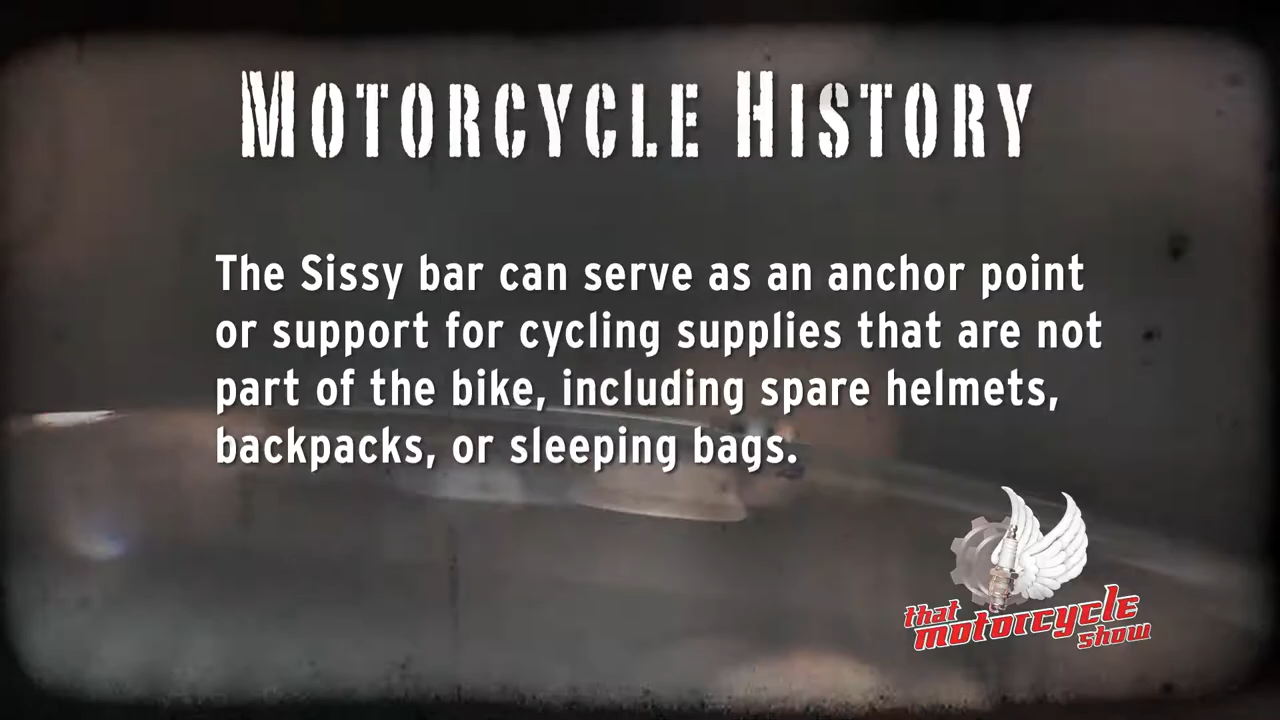 Motorcycle History
The Sissy bar can serve as an anchor point
or support for cycling supplies that are not
part of the bike, including spare helmets,
backpacks, or sleeping bags.
that
motorcycle
show